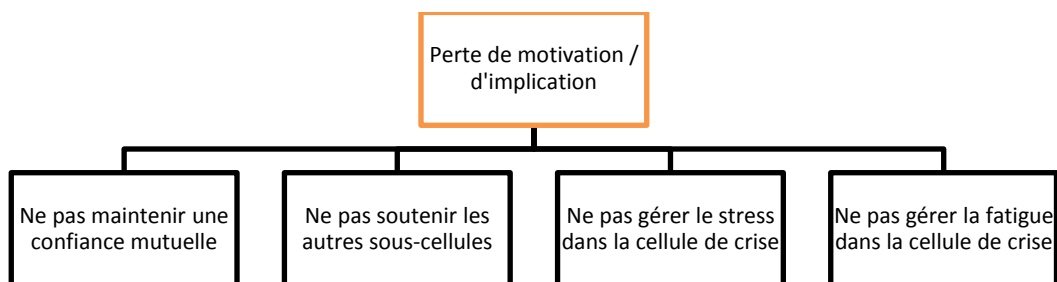 Perte de motivation /
d'implication
Ne pas maintenir une
confiance mutuelle
Ne pas soutenir les
autres sous-cellules
Ne pas gérer le stress
dans la cellule de crise
Ne pas gérer la fatigue
dans la cellule de crise